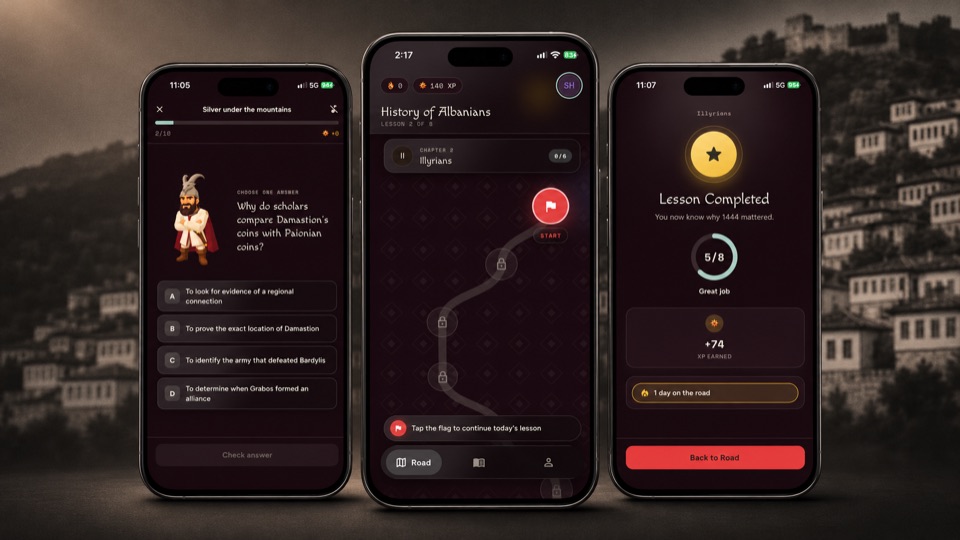 11:05
5G 94
Silver under the mountains
2/10
+0
CHOOSE ONE ANSWER
Why do scholars
compare Damastion's
coins with Paionian
coins?
A
To look for evidence of a regional
connection
B
To prove the exact location of Damastion
C
To identify the army that defeated Bardylis
D
To determine when Grabos formed an
alliance
Check answer
2:17
0
140 XP
SH
History of Albanians
LESSON 2 OF 8
II
CHAPTER 2
Illyrians
0/6
START
Tap the flag to continue today's lesson
Road
11:07
5G
Illyrians
Lesson Completed
You now know why 1444 mattered.
5/8
Great job
+74
XP EARNED
1 day on the road
Back to Road